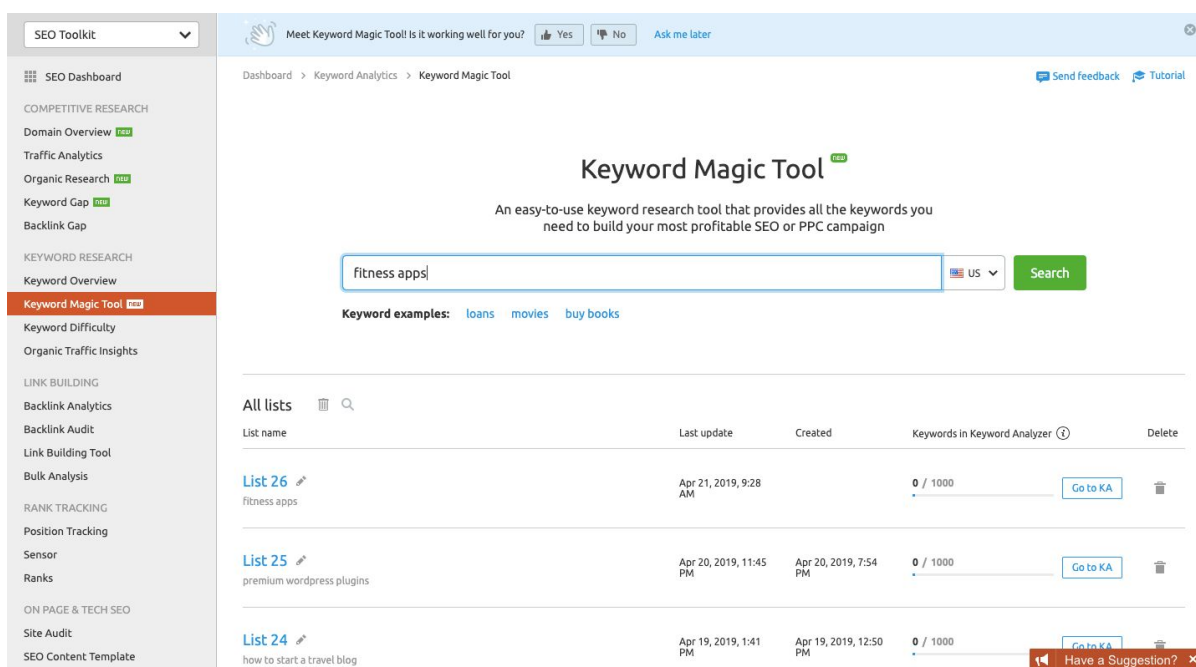 SEO Toolkit
Meet Keyword Magic Tool! Is it working well for you?
Yes
No
Ask me later
SEO Dashboard
COMPETITIVE RESEARCH
Domain Overview new
Traffic Analytics
Organic Research new
Keyword Gap new
Backlink Gap
KEYWORD RESEARCH
Keyword Overview
Keyword Magic Tool new
Keyword Difficulty
Organic Traffic Insights
LINK BUILDING
Backlink Analytics
Backlink Audit
Link Building Tool
Bulk Analysis
RANK TRACKING
Position Tracking
Sensor
Ranks
ON PAGE & TECH SEO
Site Audit
SEO Content Template
Dashboard > Keyword Analytics > Keyword Magic Tool
Send feedback
Tutorial
Keyword Magic Tool new
An easy-to-use keyword research tool that provides all the keywords you
need to build your most profitable SEO or PPC campaign
fitness apps
US
Search
Keyword examples: loans movies buy books
All lists
List name
Last update
Created
Keywords in Keyword Analyzer i
Delete
List 26
fitness apps
Apr 21, 2019, 9:28
AM
0 / 1000
Go to KA
List 25
premium wordpress plugins
Apr 20, 2019, 11:45
PM
Apr 20, 2019, 7:54
PM
0 / 1000
Go to KA
List 24
how to start a travel blog
Apr 19, 2019, 1:41
PM
Apr 19, 2019, 12:50
PM
0 / 1000
Go to KA
Have a Suggestion? x